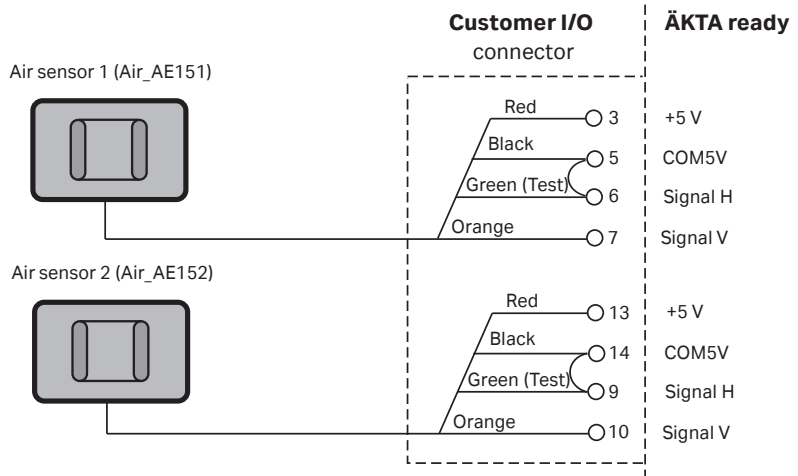 Customer I/O
connector
ÄKTA ready
Air sensor 1 (Air_AE151)
Red 3 +5 V
Black 5 COM5V
Green (Test) 6 Signal H
Orange 7 Signal V
Air sensor 2 (Air_AE152)
Red 13 +5 V
Black 14 COM5V
Green (Test) 9 Signal H
Orange 10 Signal V